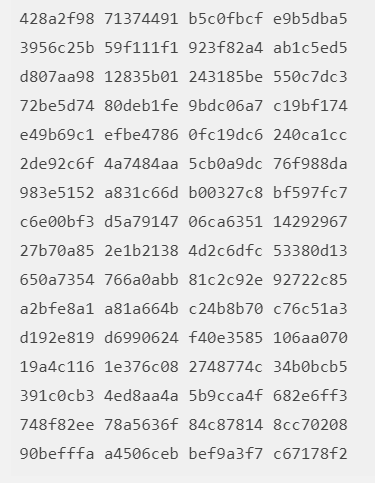 428a2f98 71374491 b5c0fbcf e9b5dba5
3956c25b 59f111f1 923f82a4 ab1c5ed5
d807aa98 12835b01 243185be 550c7dc3
72be5d74 80deb1fe 9bdc06a7 c19bf174
e49b69c1 efbe4786 0fc19dc6 240ca1cc
2de92c6f 4a7484aa 5cb0a9dc 76f988da
983e5152 a831c66d b00327c8 bf597fc7
c6e00bf3 d5a79147 06ca6351 14292967
27b70a85 2e1b2138 4d2c6dfc 53380d13
650a7354 766a0abb 81c2c92e 92722c85
a2bfe8a1 a81a664b c24b8b70 c76c51a3
d192e819 d6990624 f40e3585 106aa070
19a4c116 1e376c08 2748774c 34b0bcb5
391c0cb3 4ed8aa4a 5b9cca4f 682e6ff3
748f82ee 78a5636f 84c87814 8cc70208
90befffa a4506ceb bef9a3f7 c67178f2